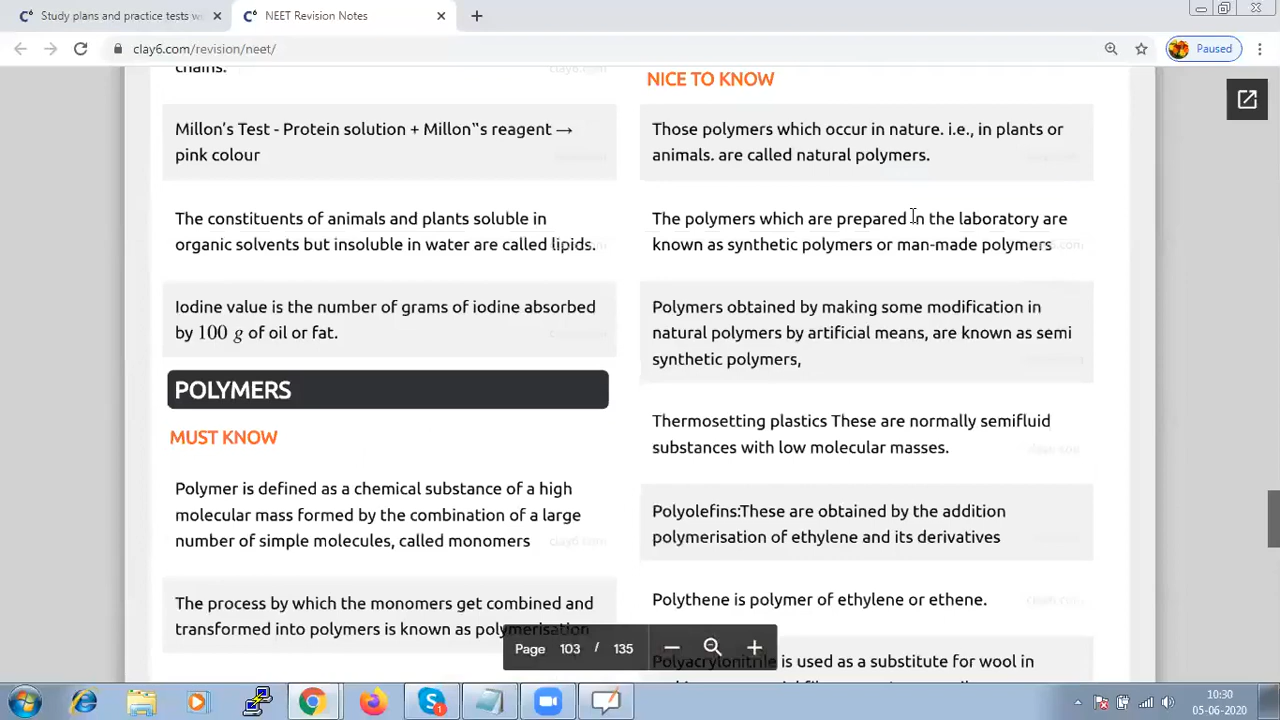 Study plans and practice tests w
NEET Revision Notes
clay6.com/revision/neet/
Paused
chains.
Millon's Test - Protein solution + Millon‟s reagent →
pink colour
The constituents of animals and plants soluble in
organic solvents but insoluble in water are called lipids.
Iodine value is the number of grams of iodine absorbed
by 100 g of oil or fat.
POLYMERS
MUST KNOW
Polymer is defined as a chemical substance of a high
molecular mass formed by the combination of a large
number of simple molecules, called monomers
clay6.com
The process by which the monomers get combined and
transformed into polymers is known as polymerisation
NICE TO KNOW
Those polymers which occur in nature. i.e., in plants or
animals. are called natural polymers.
The polymers which are prepared in the laboratory are
known as synthetic polymers or man-made polymers
Polymers obtained by making some modification in
natural polymers by artificial means, are known as semi
synthetic polymers,
Thermosetting plastics These are normally semifluid
substances with low molecular masses.
Polyolefins:These are obtained by the addition
polymerisation of ethylene and its derivatives
Polythene is polymer of ethylene or ethene.
Polyacrylonitrile is used as a substitute for wool in
Page 103 / 135
10:30
05-06-2020